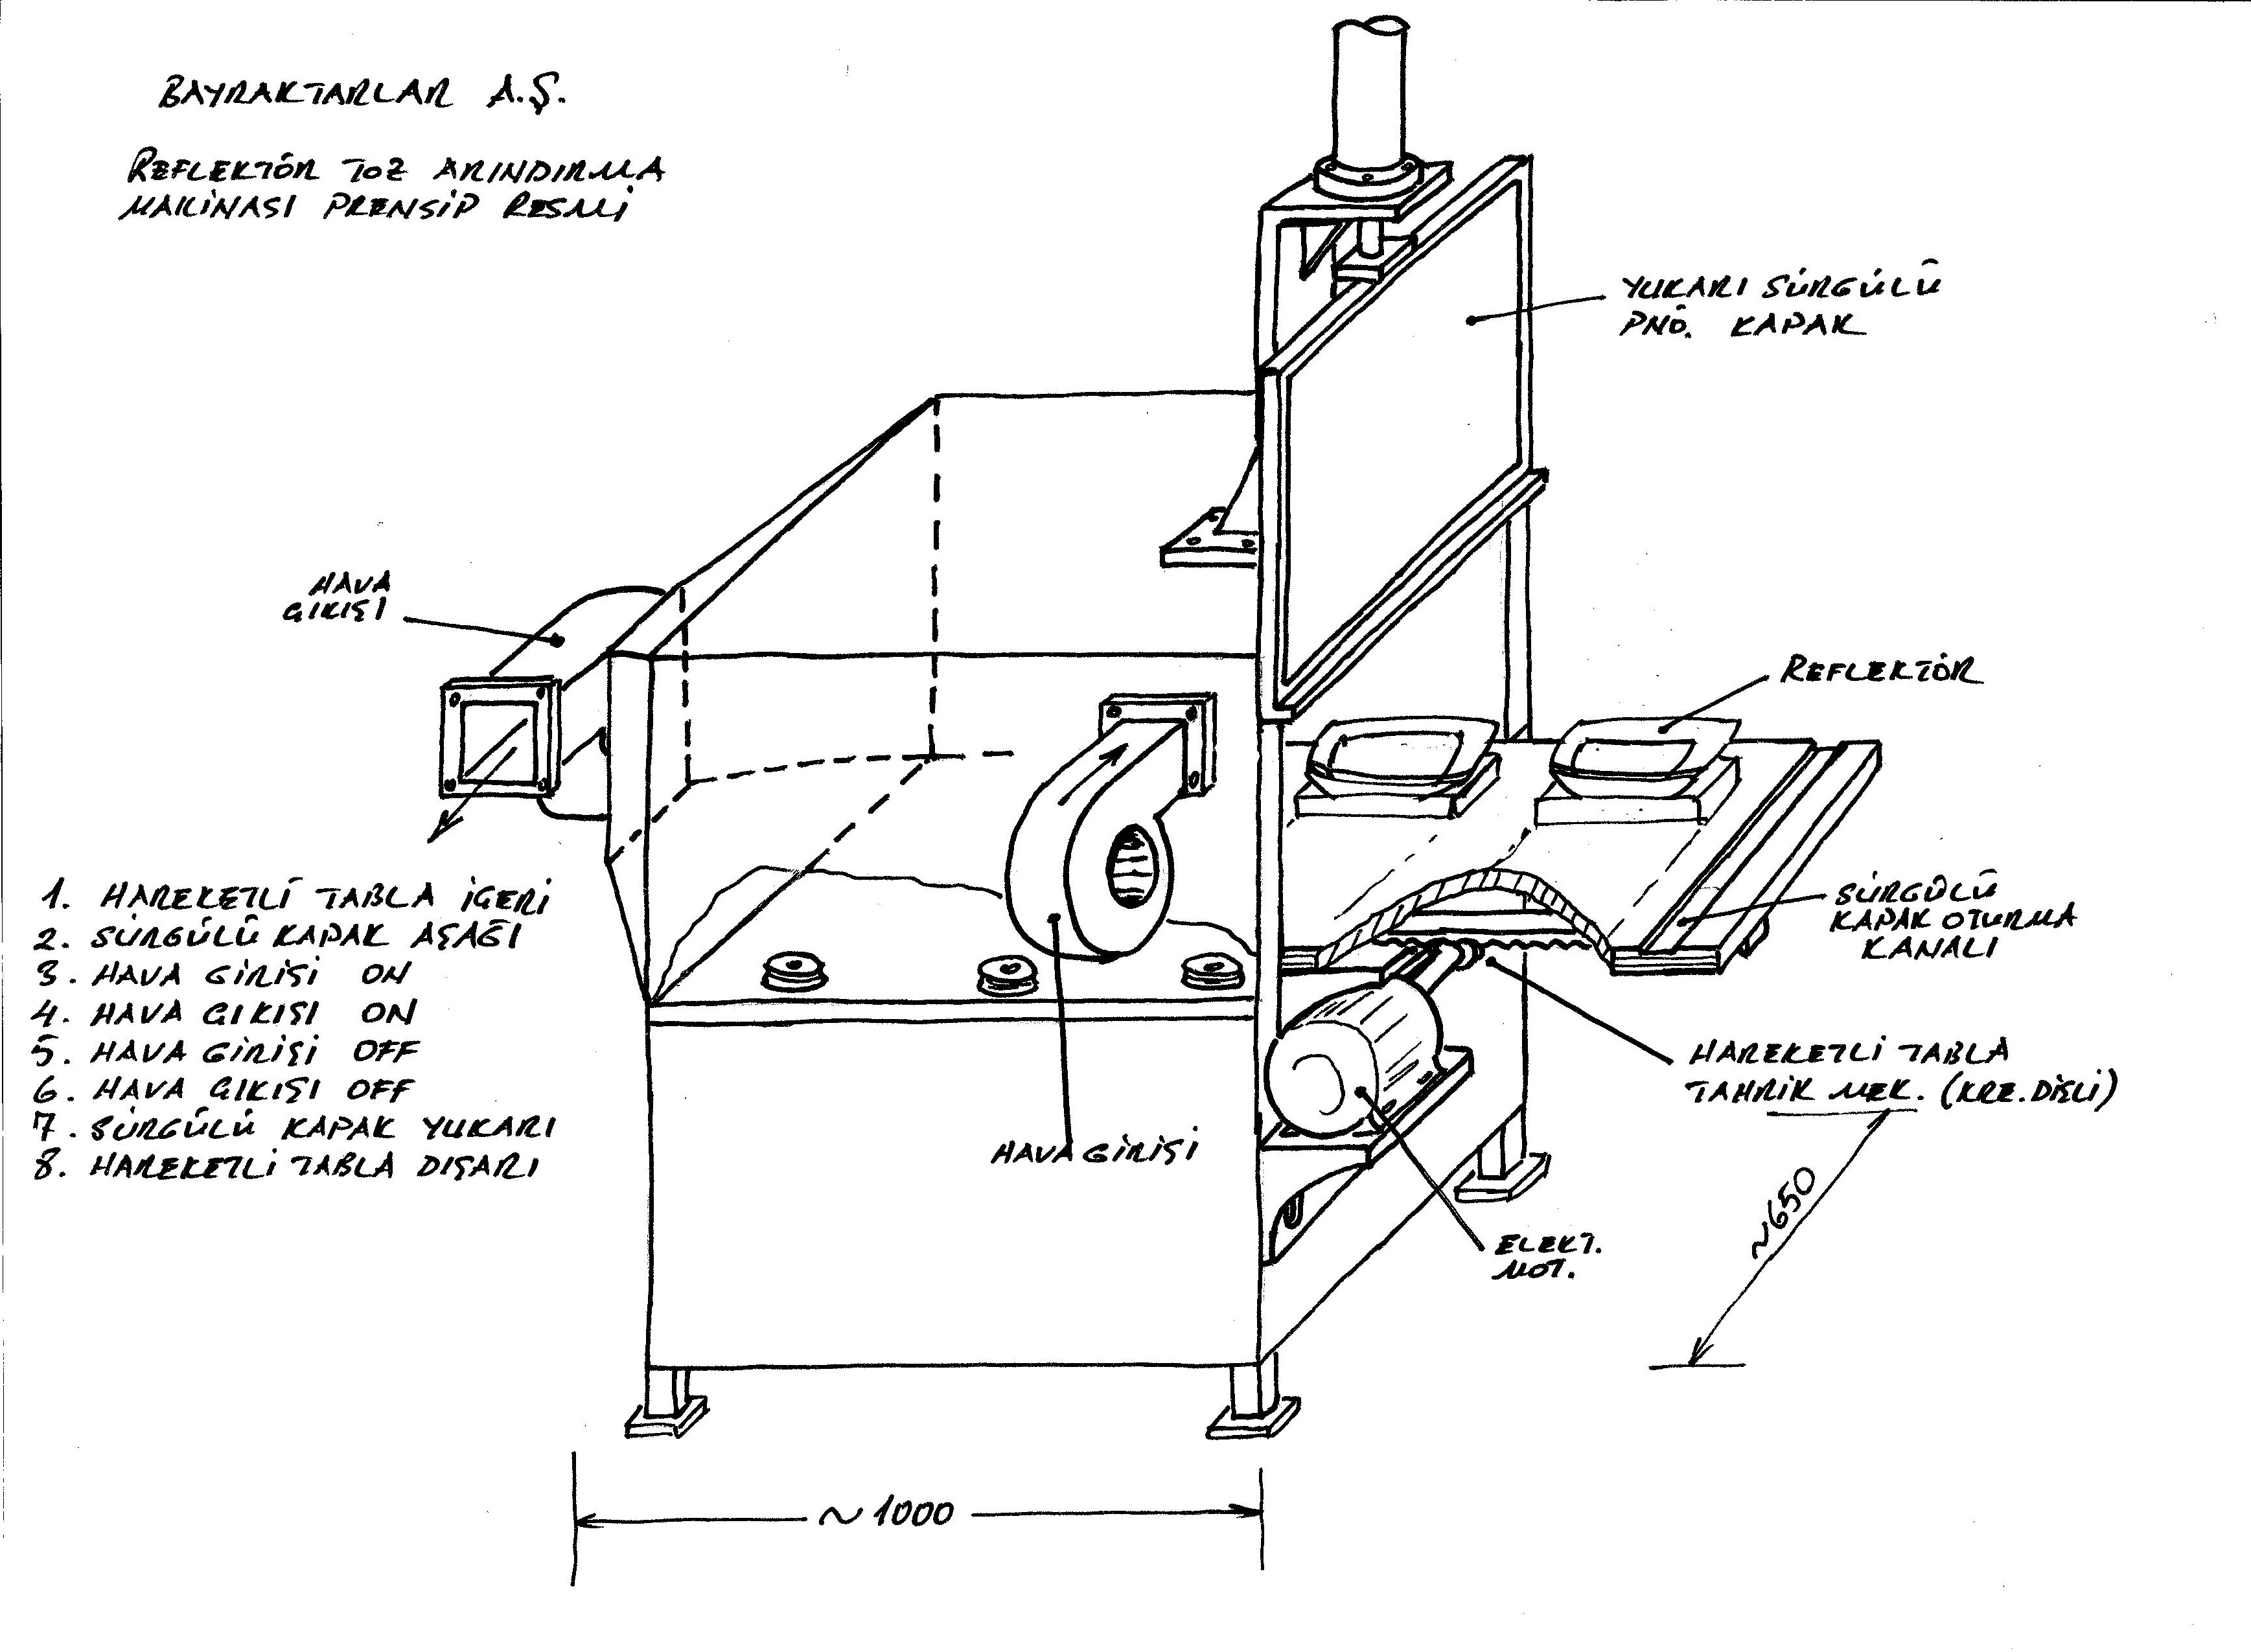 BAYRAKTARLAR A.Ş.
REFLEKTÖR TOZ ARINDIRMA
MAKİNASI PRENSİP RESMİ
YUKARI SÜRGÜLÜ
PNÖ. KAPAK
HAVA
ÇIKIŞI
REFLEKTÖR
1. HAREKETLİ TABLA İÇERİ
2. SÜRGÜLÜ KAPAK AŞAĞI
3. HAVA GİRİŞİ ON
4. HAVA ÇIKIŞI ON
5. HAVA GİRİŞİ OFF
6. HAVA ÇIKIŞI OFF
7. SÜRGÜLÜ KAPAK YUKARI
8. HAREKETLİ TABLA DIŞARI
SÜRGÜLÜ
KAPAK OTURMA
KANALI
HAREKETLİ TABLA
TAHRİK MEK. (KRE.DİŞLİ)
HAVA GİRİŞİ
ELEKT.
MOT.
~650
~1000